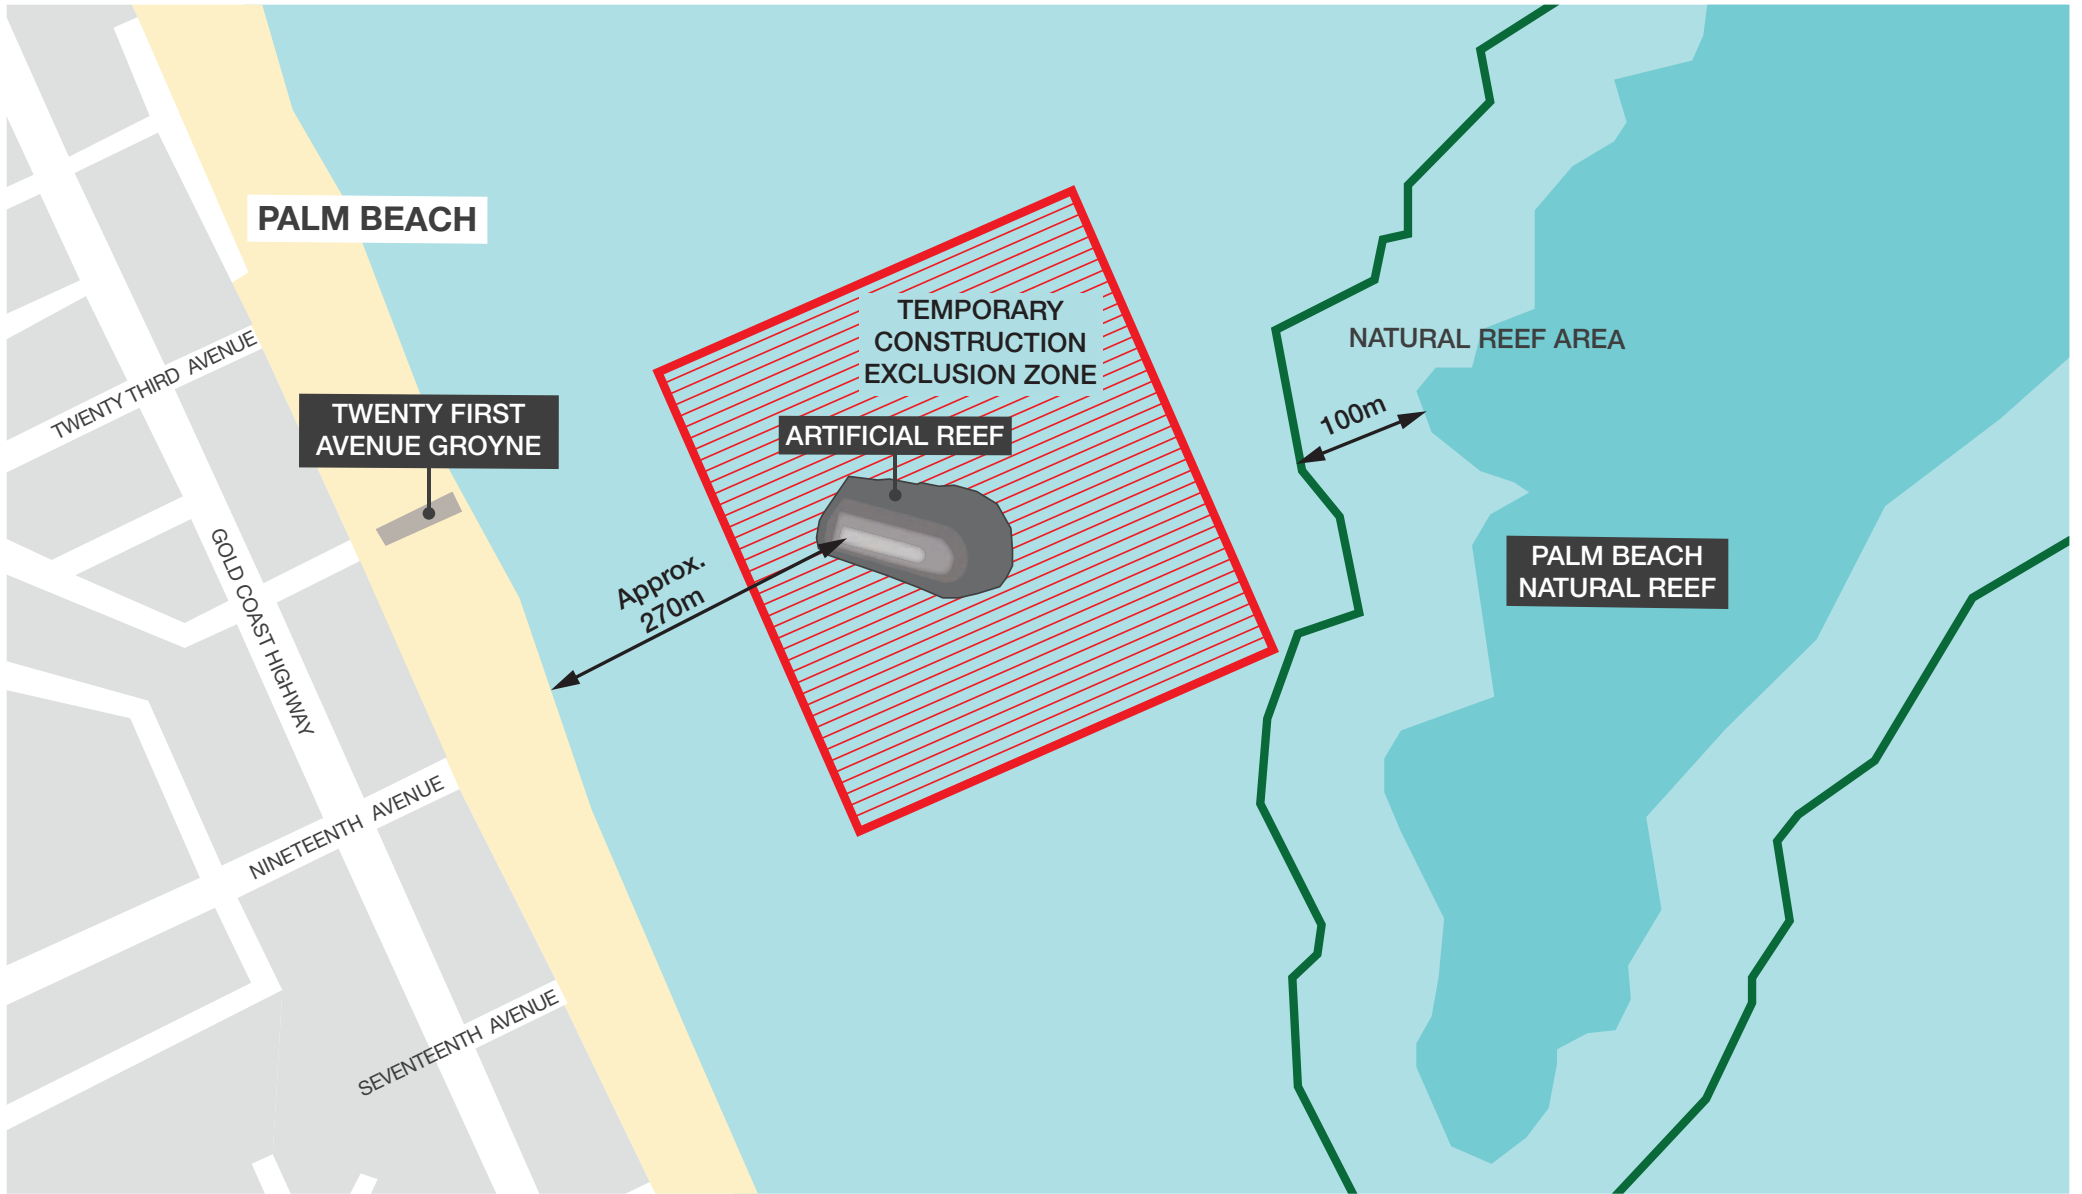 PALM BEACH
TEMPORARY
CONSTRUCTION
EXCLUSION ZONE
NATURAL REEF AREA
TWENTY THIRD AVENUE
TWENTY FIRST
AVENUE GROYNE
ARTIFICIAL REEF
100m
PALM BEACH
NATURAL REEF
Approx.
270m
GOLD COAST HIGHWAY
NINETEENTH AVENUE
SEVENTEENTH AVENUE